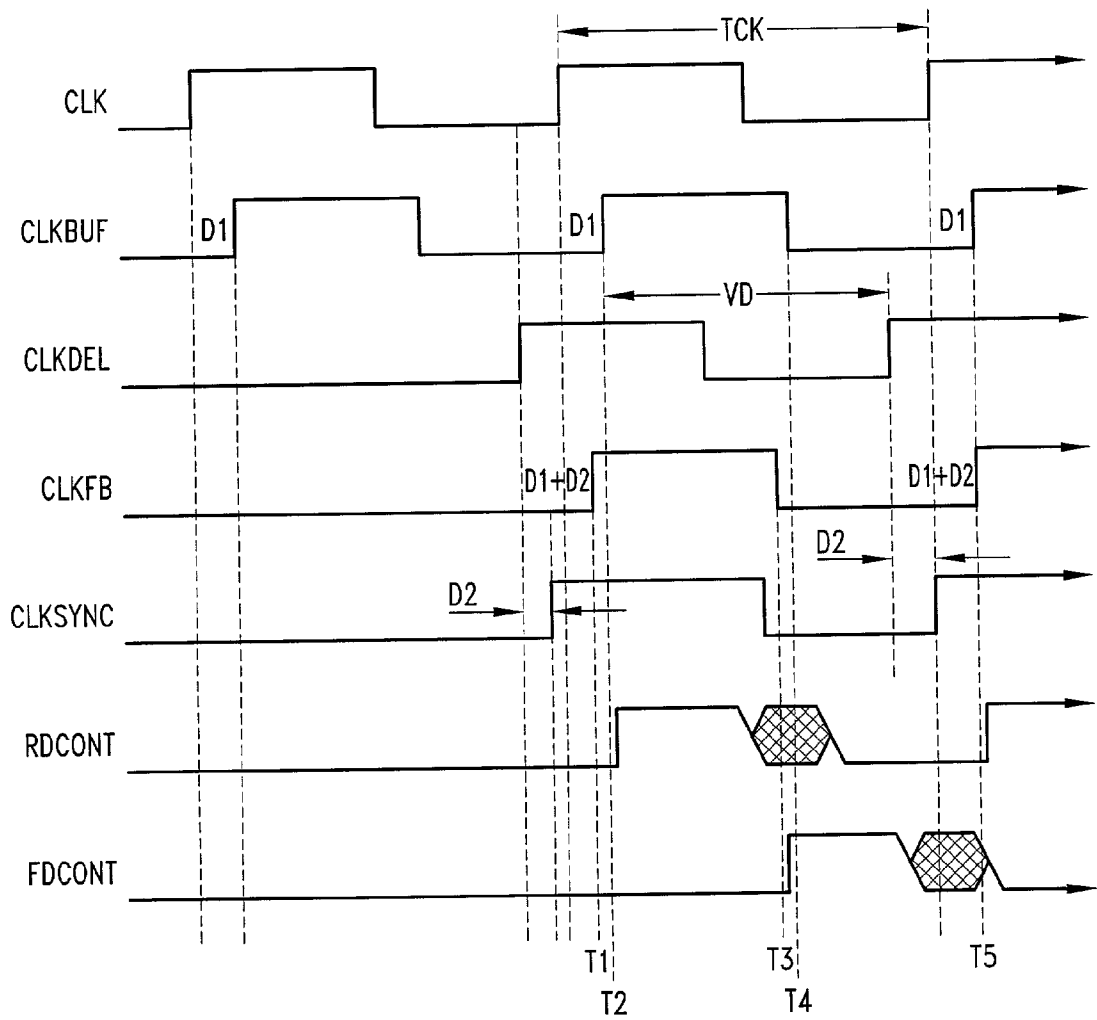 TCK
CLK
D1
D1
D1
CLKBUF
VD
CLKDEL
D1+D2
D1+D2
CLKFB
D2
D2
CLKSYNC
RDCONT
FDCONT
T1
T3
T5
T2
T4